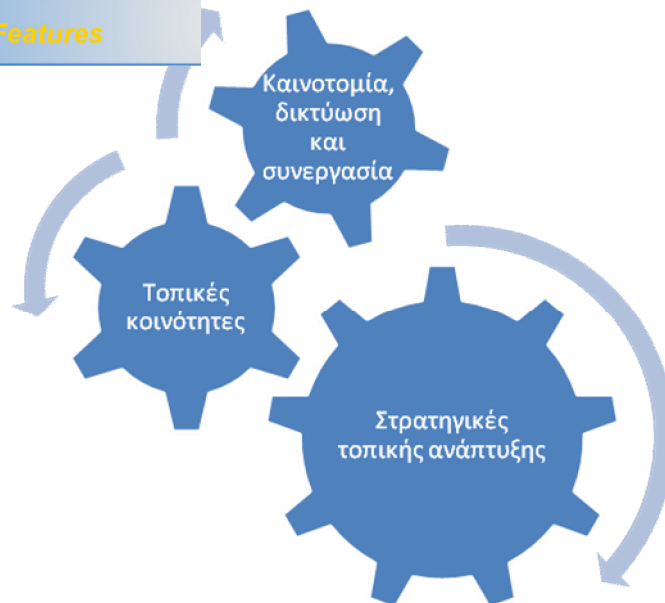 Features
Καινοτομία,
δικτύωση
και
συνεργασία
Τοπικές
κοινότητες
Στρατηγικές
τοπικής ανάπτυξης